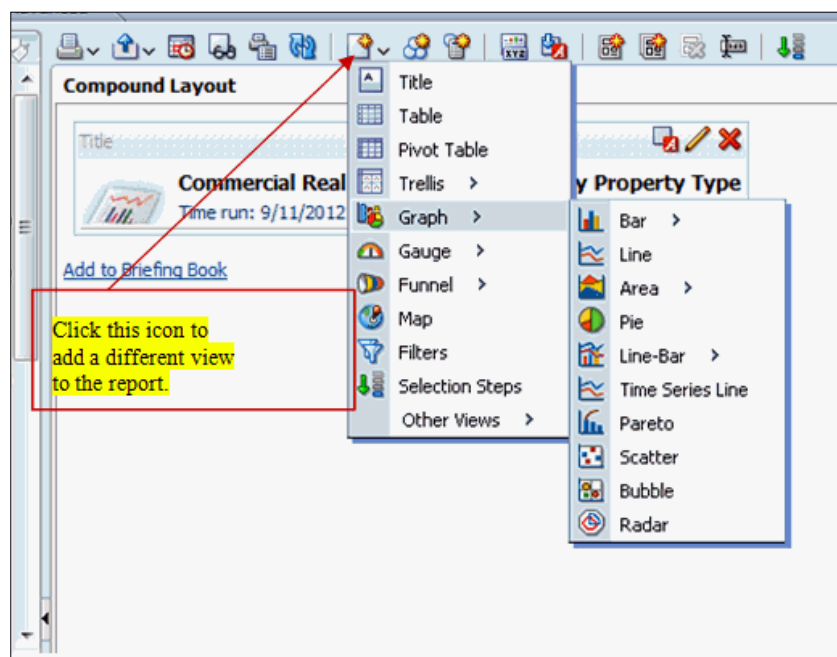 Compound Layout
Title
Commercial Real
y Property Type
Time run: 9/11/2012
Add to Briefing Book
Click this icon to
add a different view
to the report.
Title
Table
Pivot Table
Trellis >
Graph >
Gauge >
Funnel >
Map
Filters
Selection Steps
Other Views >
Bar >
Line
Area >
Pie
Line-Bar >
Time Series Line
Pareto
Scatter
Bubble
Radar